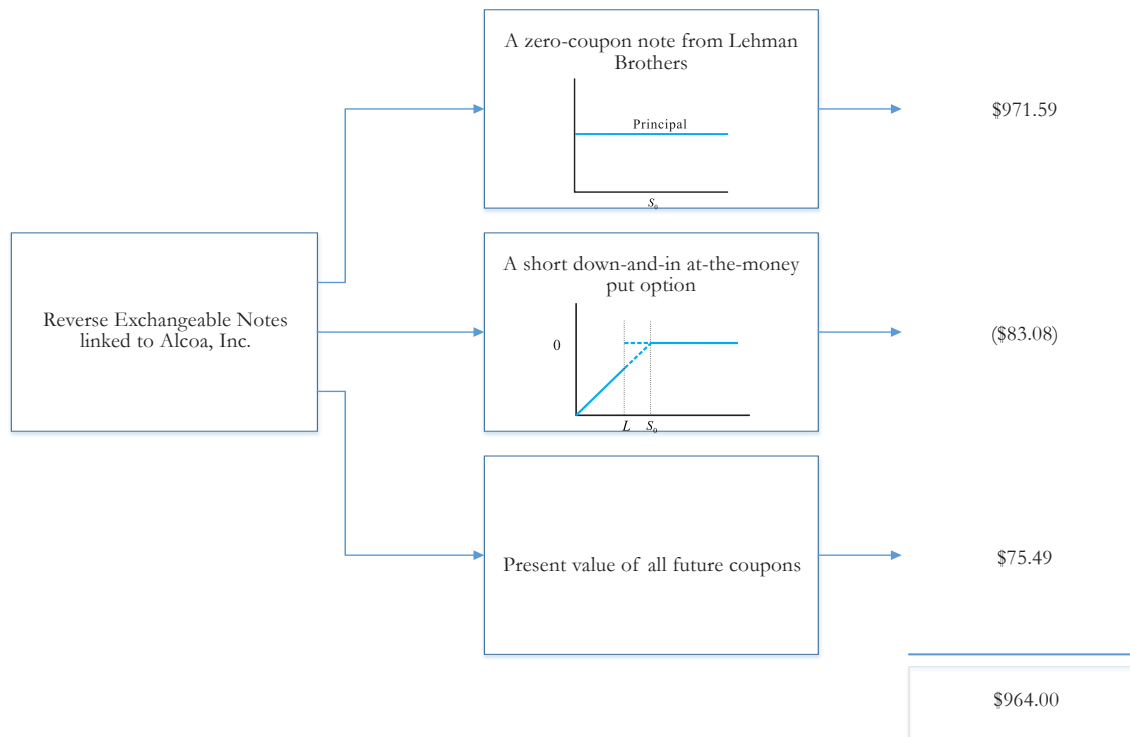 A zero-coupon note from Lehman
Brothers
Principal
S₀
$971.59
Reverse Exchangeable Notes
linked to Alcoa, Inc.
A short down-and-in at-the-money
put option
0
L
S₀
($83.08)
Present value of all future coupons
$75.49
$964.00